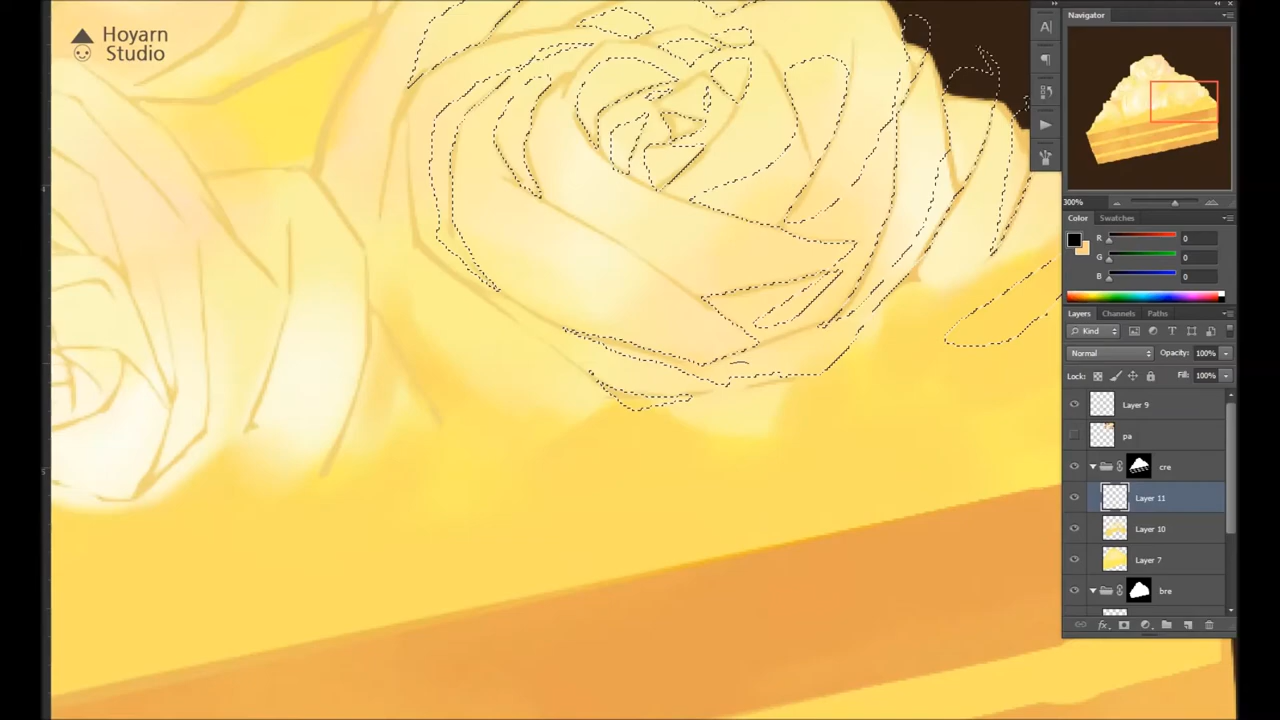 Hoyarn
Studio
Navigator
300%
Color
Swatches
R
0
G
0
B
0
Layers
Channels
Paths
Kind
Normal
Opacity:
100%
Lock:
Fill:
100%
Layer 9
pa
cre
Layer 11
Layer 10
Layer 7
bre
fx